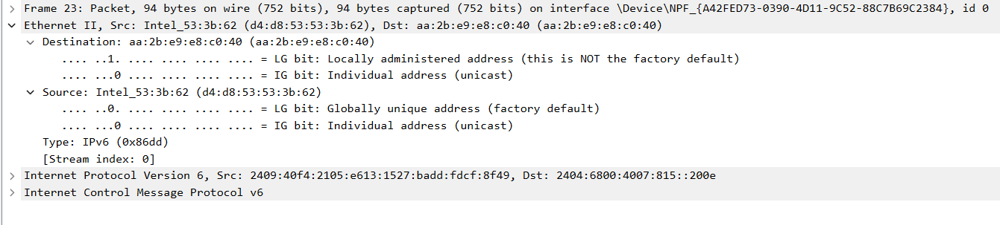 Frame 23: Packet, 94 bytes on wire (752 bits), 94 bytes captured (752 bits) on interface \Device\NPF_{A42FED73-0390-4D11-9C52-88C7B69C2384}, id 0
Ethernet II, Src: Intel_53:3b:62 (d4:d8:53:53:3b:62), Dst: aa:2b:e9:e8:c0:40 (aa:2b:e9:e8:c0:40)
Destination: aa:2b:e9:e8:c0:40 (aa:2b:e9:e8:c0:40)
.... ..1. .... .... .... .... = LG bit: Locally administered address (this is NOT the factory default)
.... ...0 .... .... .... .... = IG bit: Individual address (unicast)
Source: Intel_53:3b:62 (d4:d8:53:53:3b:62)
.... ..0. .... .... .... .... = LG bit: Globally unique address (factory default)
.... ...0 .... .... .... .... = IG bit: Individual address (unicast)
Type: IPv6 (0x86dd)
[Stream index: 0]
Internet Protocol Version 6, Src: 2409:40f4:2105:e613:1527:badd:fdcf:8f49, Dst: 2404:6800:4007:815::200e
Internet Control Message Protocol v6